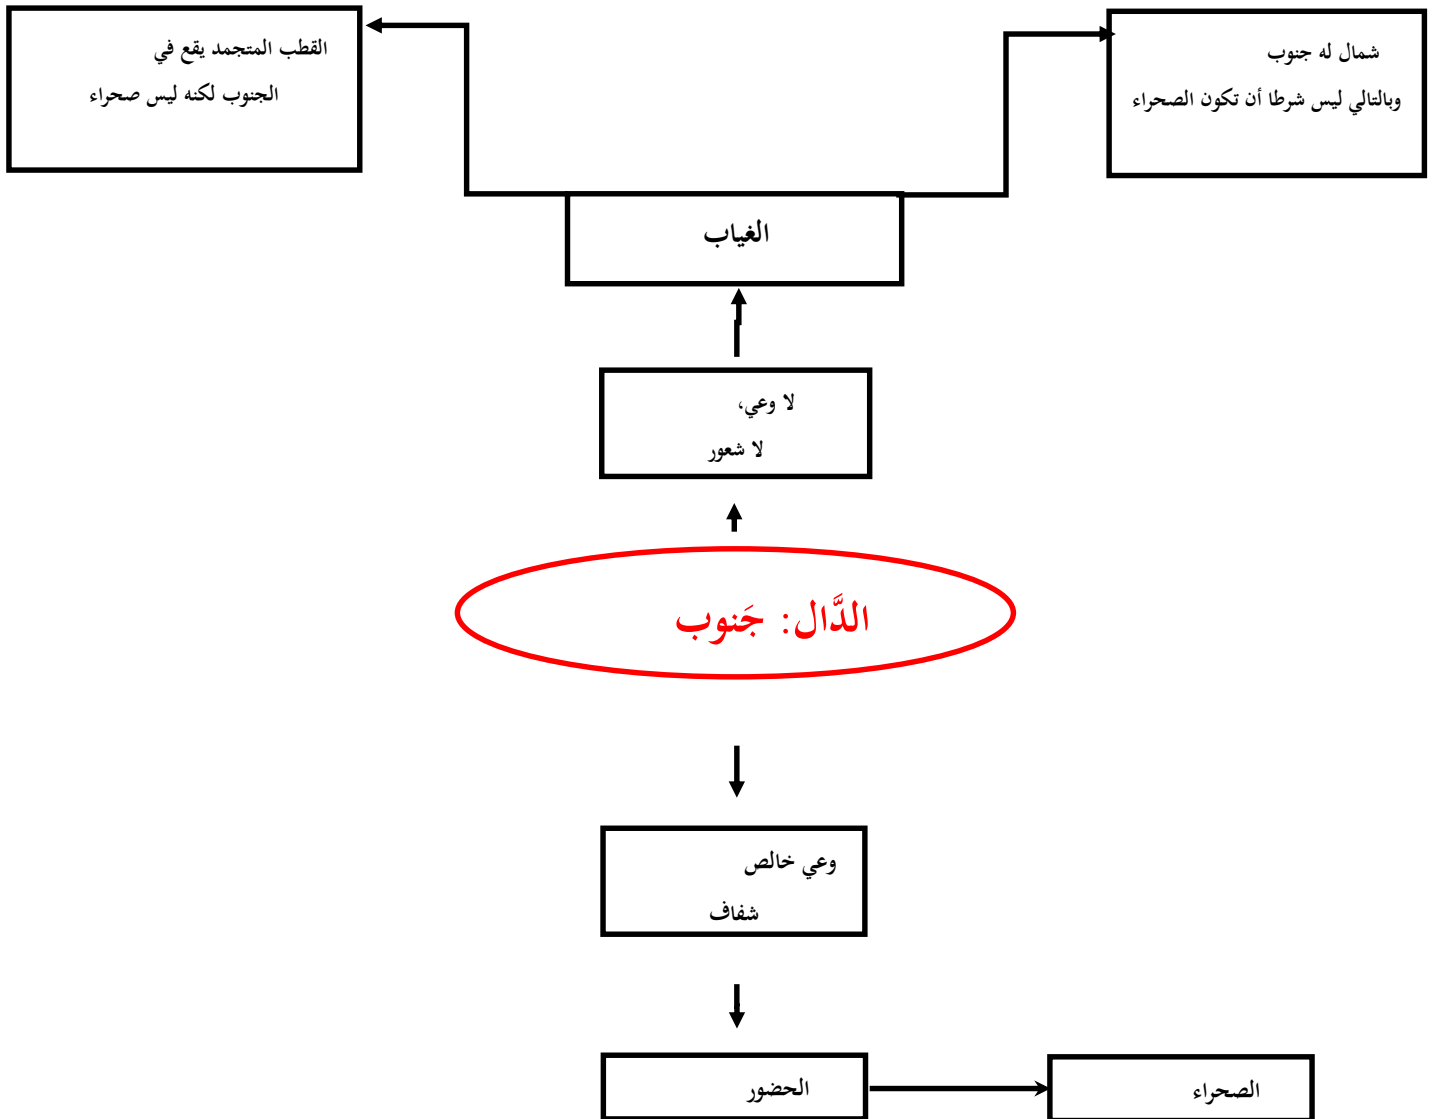 شمال له جنوب
وبالتالي ليس شرطا أن تكون الصحراء
القطب المتجمد يقع في
الجنوب لكنه ليس صحراء
الغياب
لا وعي،
لا شعور
الدَّال: جَنوب
وعي خالص
شفاف
الحضور
الصحراء